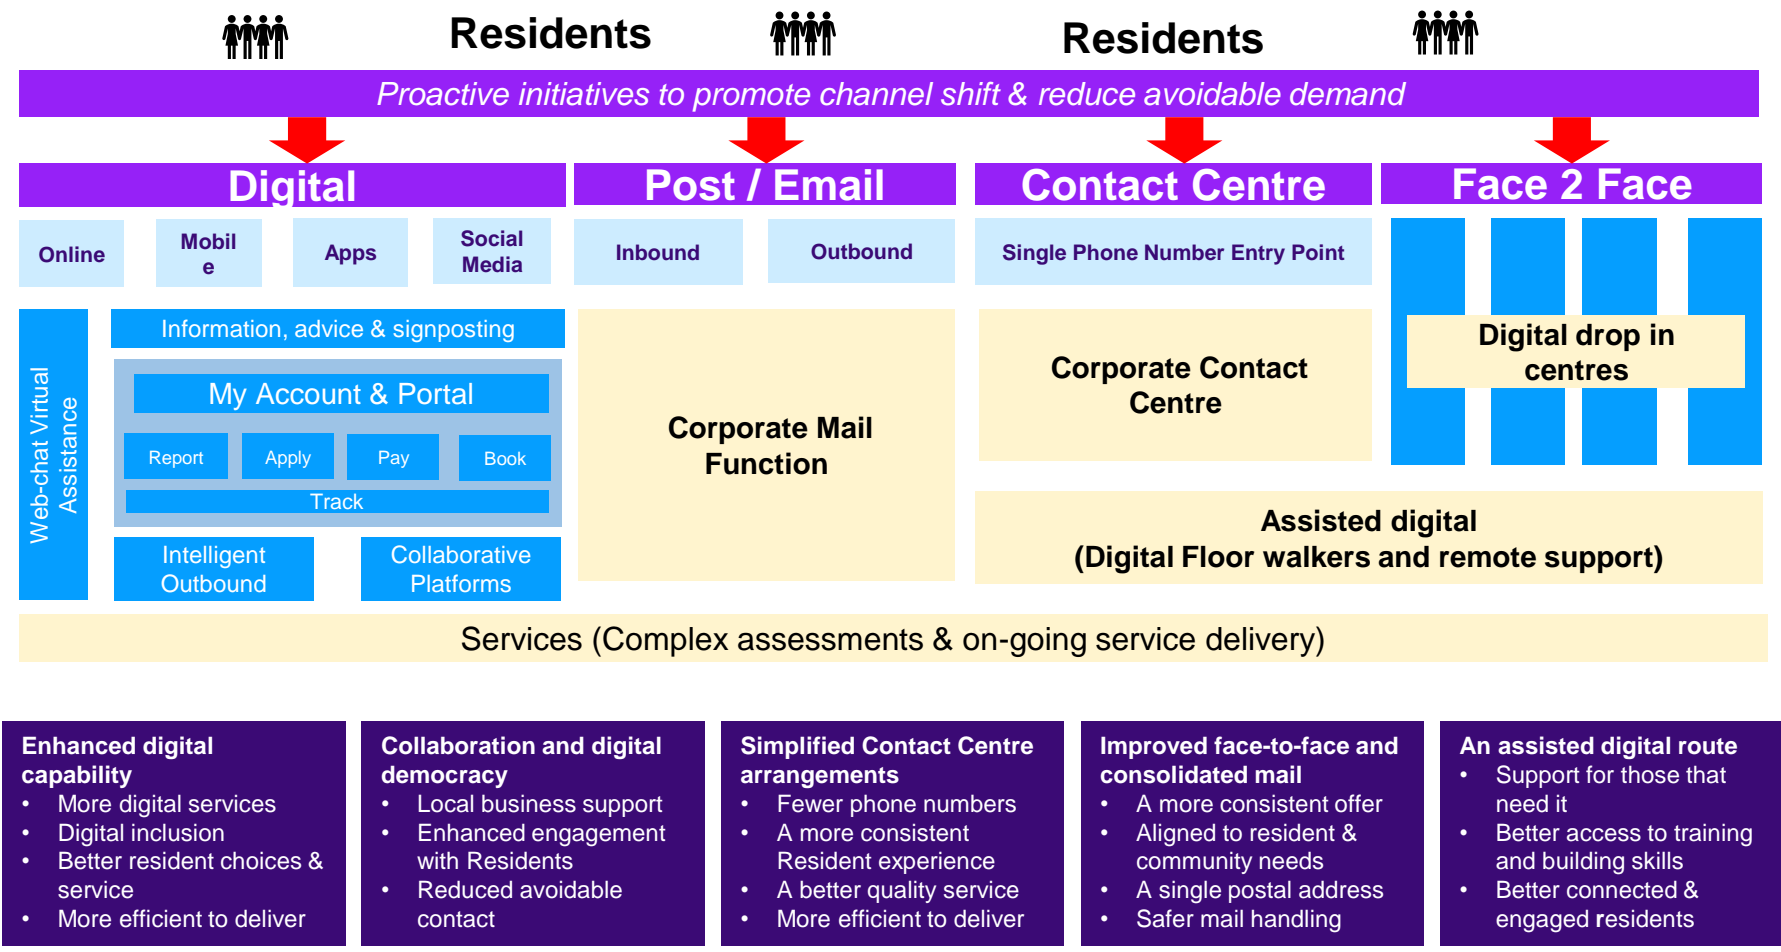 Residents
Residents
Proactive initiatives to promote channel shift & reduce avoidable demand
Digital
Post / Email
Contact Centre
Face 2 Face
Online
Mobil
e
Apps
Social
Media
Inbound
Outbound
Single Phone Number Entry Point
Web-chat Virtual
Assistance
Information, advice & signposting
My Account & Portal
Report
Apply
Pay
Book
Track
Intelligent
Outbound
Collaborative
Platforms
Corporate Mail
Function
Corporate Contact
Centre
Digital drop in
centres
Assisted digital
(Digital Floor walkers and remote support)
Services (Complex assessments & on-going service delivery)
Enhanced digital
capability
• More digital services
• Digital inclusion
• Better resident choices &
service
• More efficient to deliver
Collaboration and digital
democracy
• Local business support
• Enhanced engagement
with Residents
• Reduced avoidable
contact
Simplified Contact Centre
arrangements
• Fewer phone numbers
• A more consistent
Resident experience
• A better quality service
• More efficient to deliver
Improved face-to-face and
consolidated mail
• A more consistent offer
• Aligned to resident &
community needs
• A single postal address
• Safer mail handling
An assisted digital route
• Support for those that
need it
• Better access to training
and building skills
• Better connected &
engaged residents